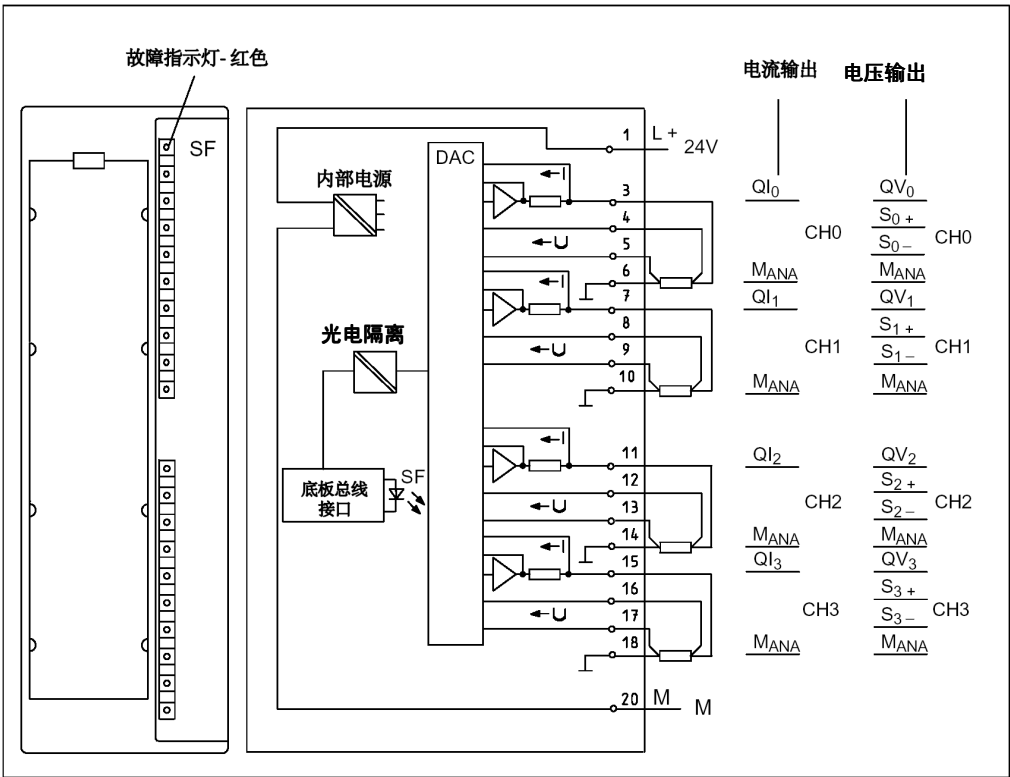 故障指示灯-红色
SF
电流输出
电压输出
1 L+
24V
DAC
内部电源
I
3
4
U
5
6
I
7
8
光电隔离
U
9
10
I
11
12
SF
底板总线
接口
U
13
14
I
15
16
U
17
18
20 M
M
QI0
QV0
S0+
CH0
S0–
CH0
MANA
MANA
QI1
QV1
S1+
CH1
S1–
CH1
MANA
MANA
QI2
QV2
S2+
CH2
S2–
CH2
MANA
MANA
QI3
QV3
S3+
CH3
S3–
CH3
MANA
MANA